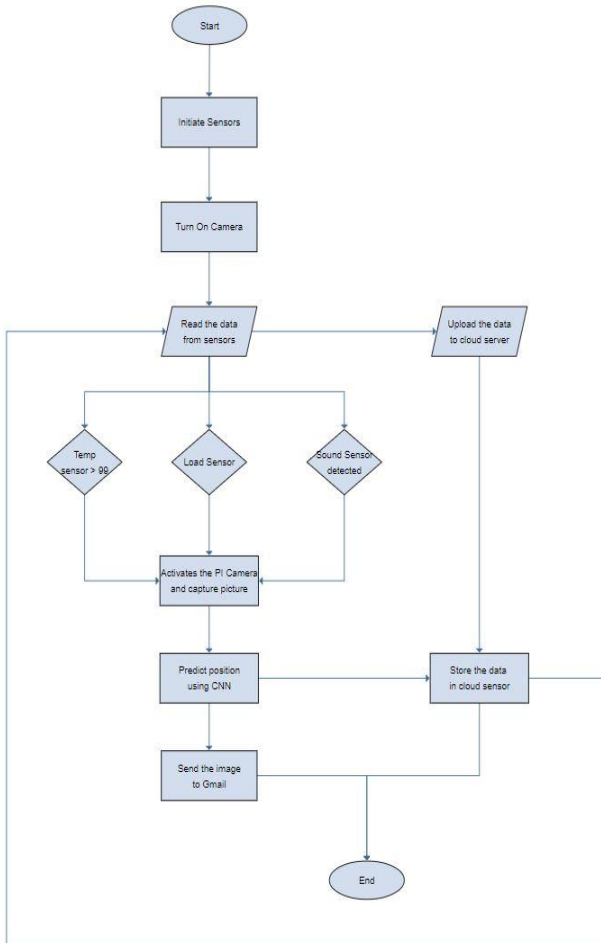 Start
Initiate Sensors
Turn On Camera
Read the data
from sensors
Upload the data
to cloud server
Temp
sensor > 99
Load Sensor
Sound Sensor
detected
Activates the PI Camera
and capture picture
Predict position
using CNN
Store the data
in cloud sensor
Send the image
to Gmail
End